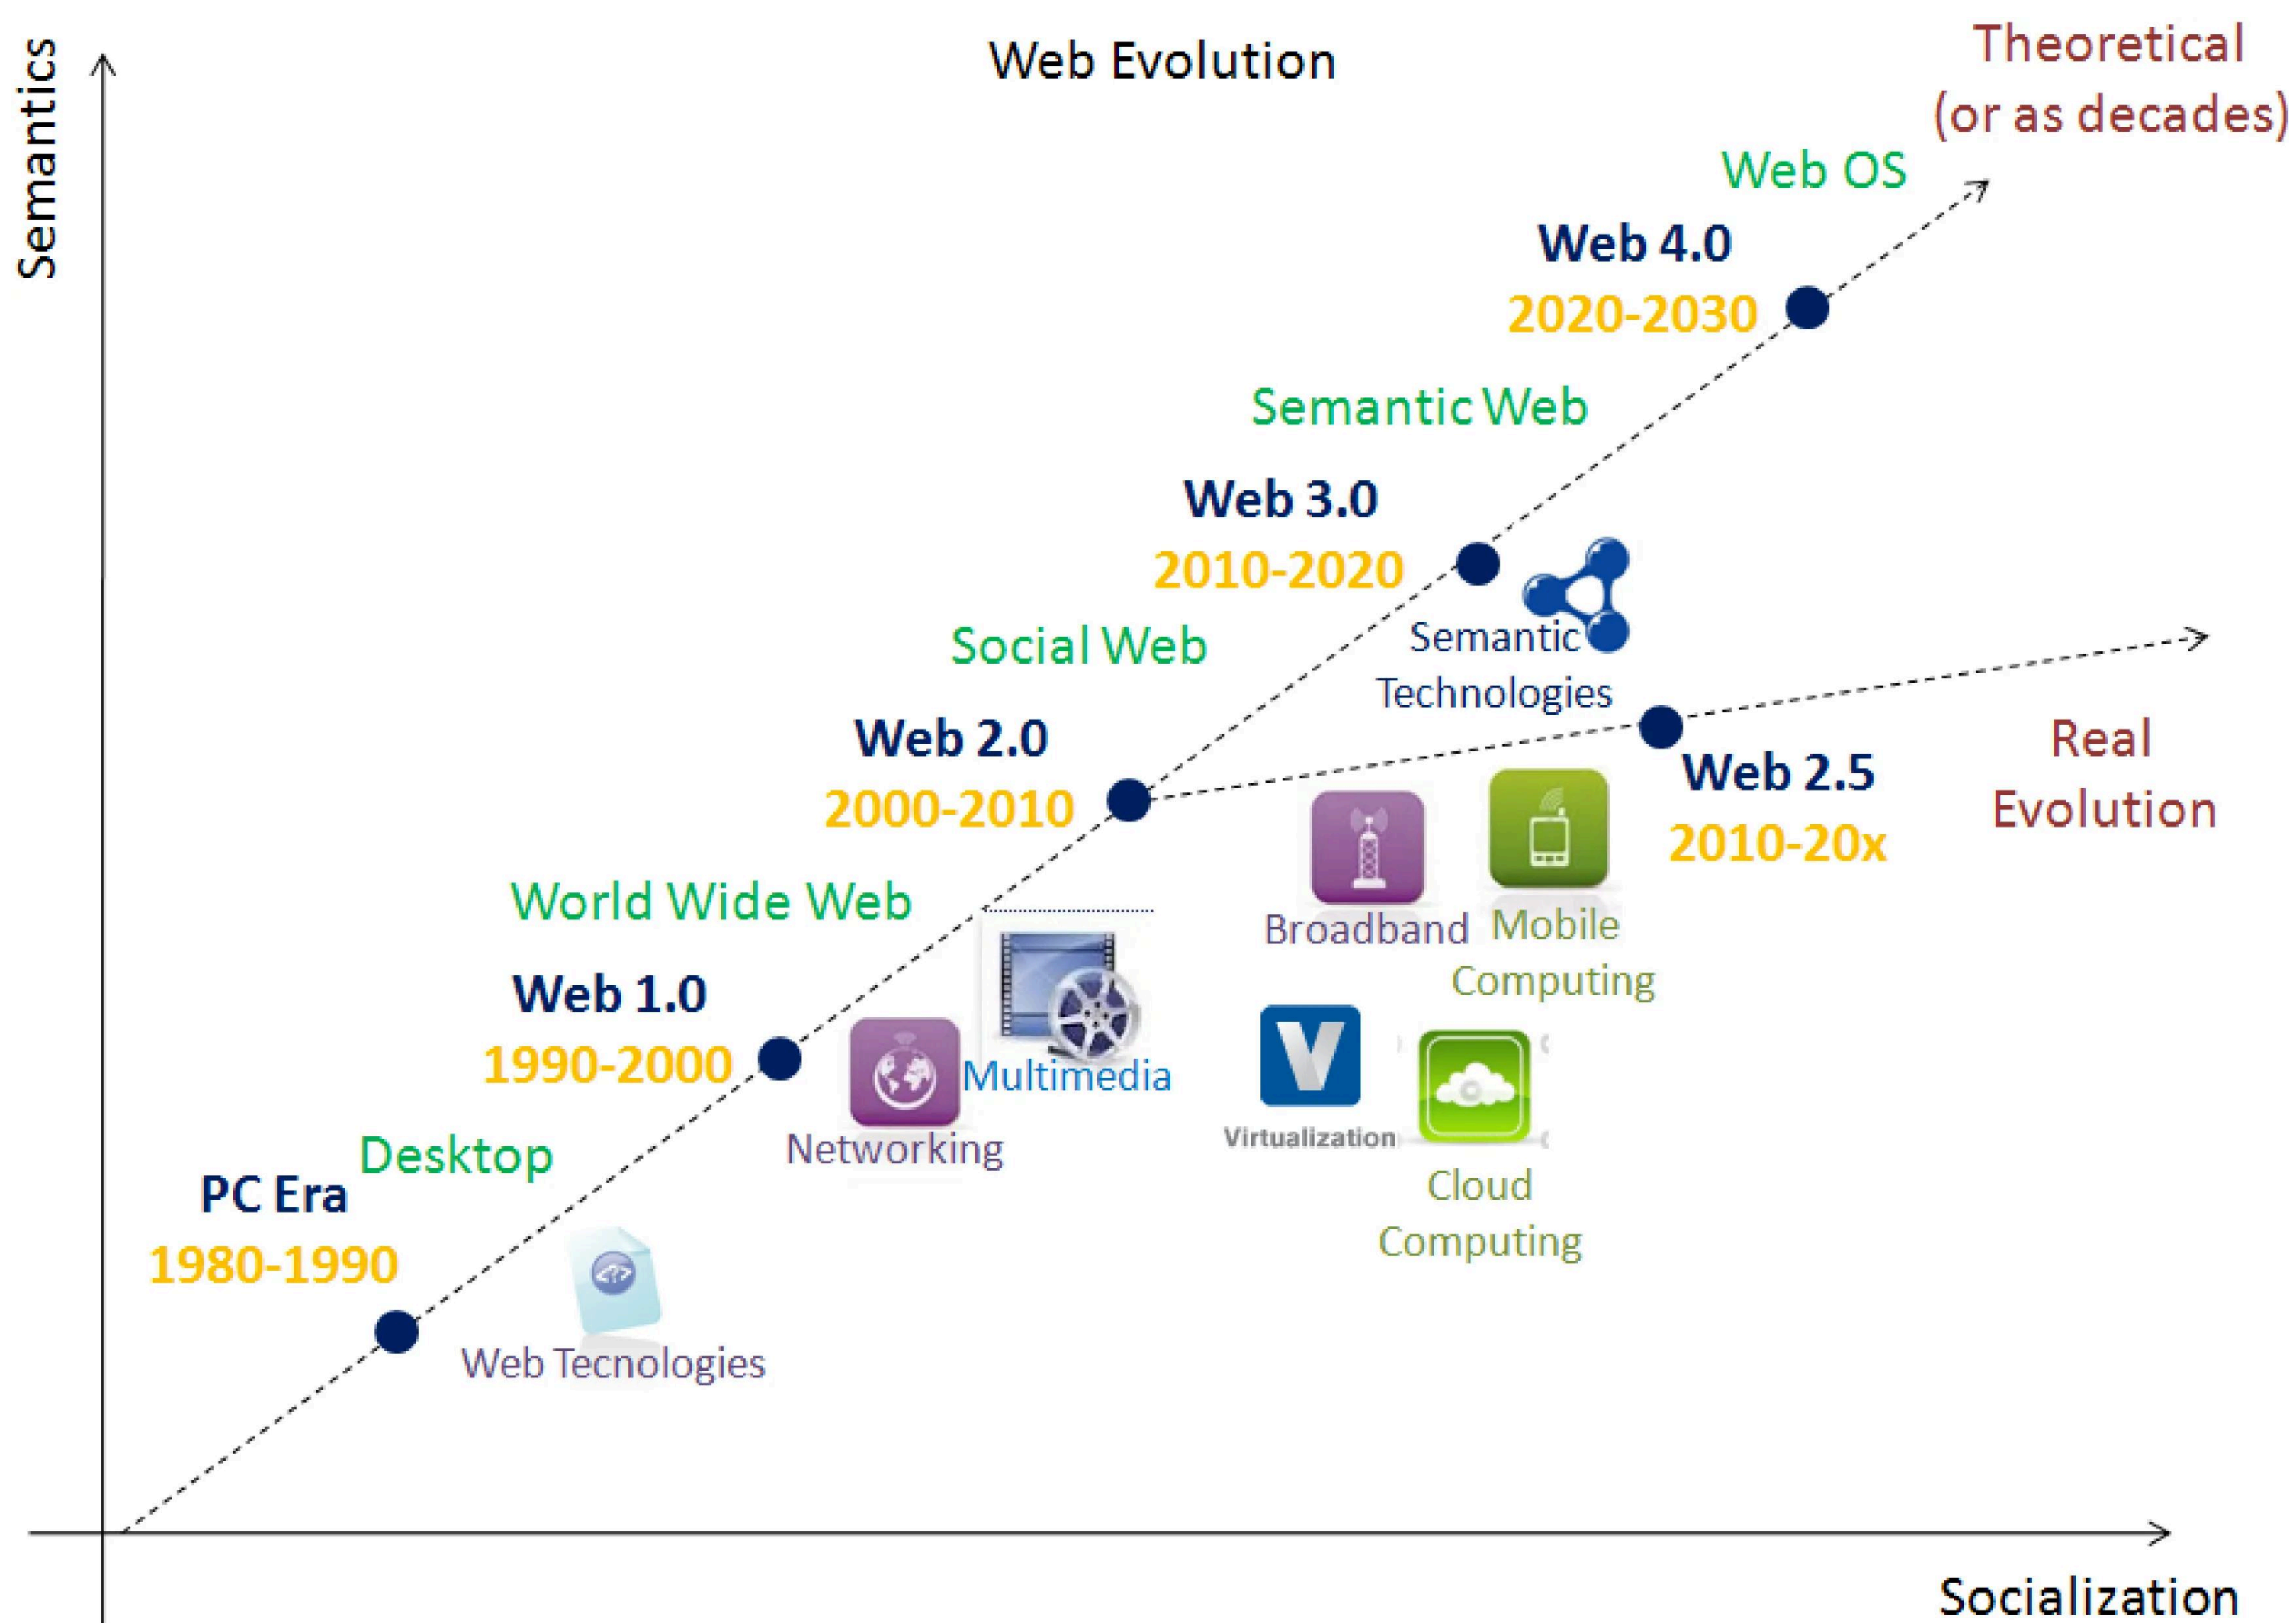 Web Evolution
Semantics
Theoretical
(or as decades)
Web OS
Web 4.0
2020-2030
Semantic Web
Web 3.0
2010-2020
Semantic
Technologies
Social Web
Web 2.0
2000-2010
Web 2.5
2010-20x
Real
Evolution
World Wide Web
Broadband
Mobile
Computing
Web 1.0
1990-2000
Multimedia
Networking
V
Virtualization
Cloud
Computing
Desktop
PC Era
1980-1990
<?>
Web Tecnologies
Socialization